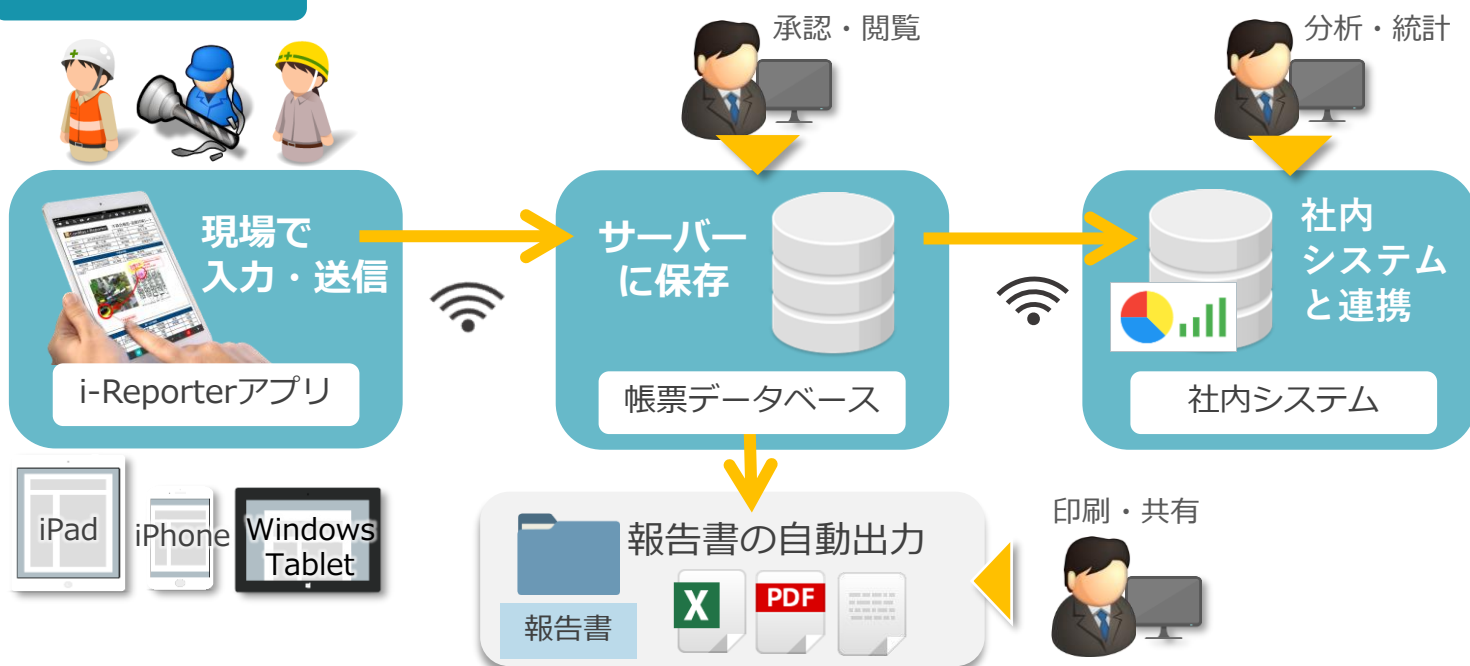 承認・閲覧
分析・統計
現場で
入力・送信
i-Reporterアプリ
サーバー
に保存
帳票データベース
社内
システム
と連携
社内システム
iPad
iPhone
Windows
Tablet
報告書の自動出力
報告書
X
PDF
印刷・共有